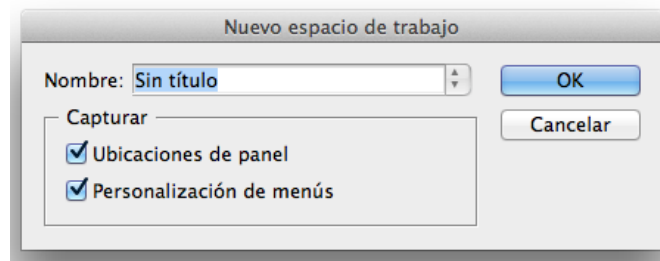 Nuevo espacio de trabajo
Nombre: Sin título
OK
Capturar
Cancelar
Ubicaciones de panel
Personalización de menús